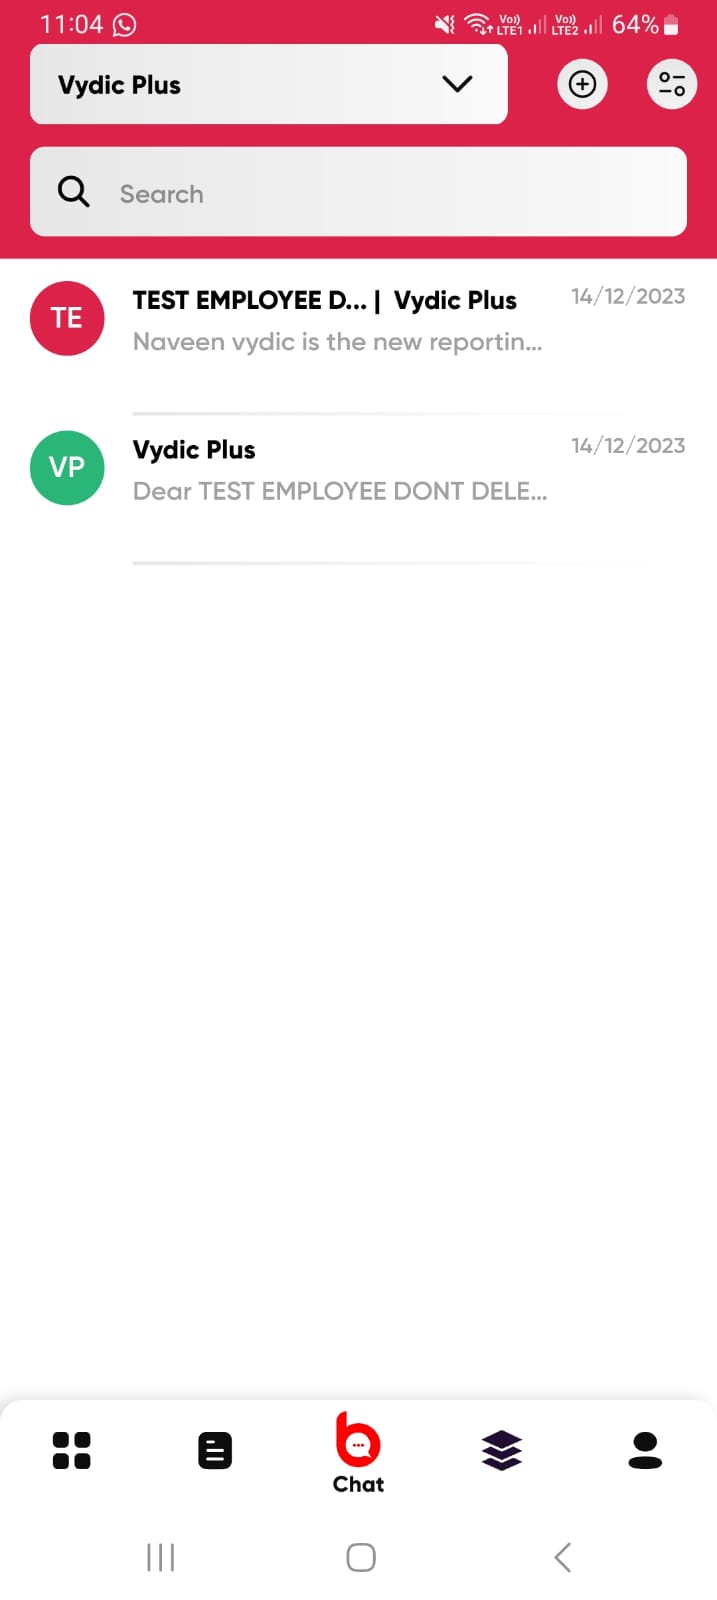 11:04 Vo)) LTE1 Vo)) LTE2 64%
Vydic Plus
Search
TE TEST EMPLOYEE D... | Vydic Plus 14/12/2023
Naveen vydic is the new reportin...
VP Vydic Plus 14/12/2023
Dear TEST EMPLOYEE DONT DELE...
Chat